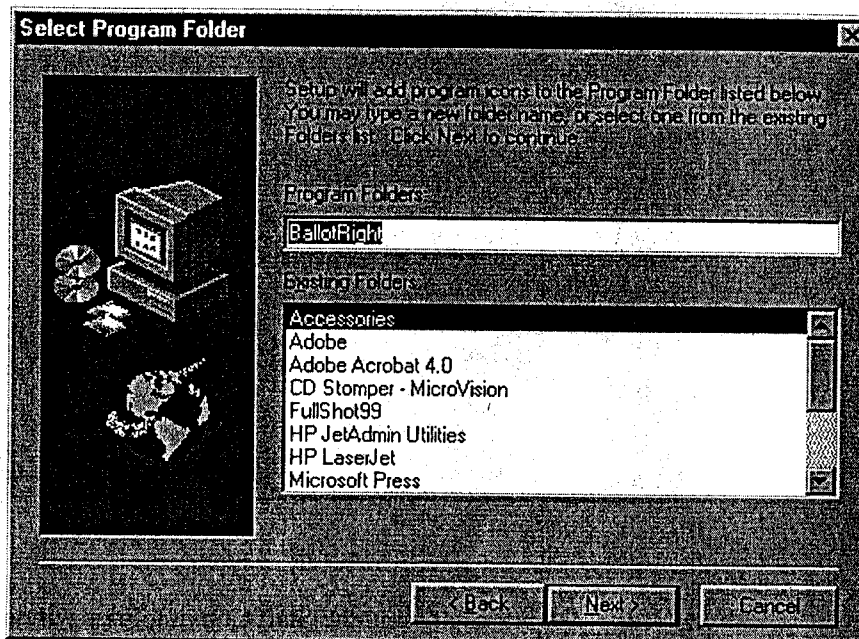 Select Program Folder
Setup will add program icons to the Program Folder listed below.
You may type a new folder name, or select one from the existing
Folders list. Click Next to continue.
Program Folders:
BallotRight
Existing Folders:
Accessories
Adobe
Adobe Acrobat 4.0
CD Stomper - MicroVision
FullShot99
HP JetAdmin Utilities
HP LaserJet
Microsoft Press
< Back
Next >
Cancel